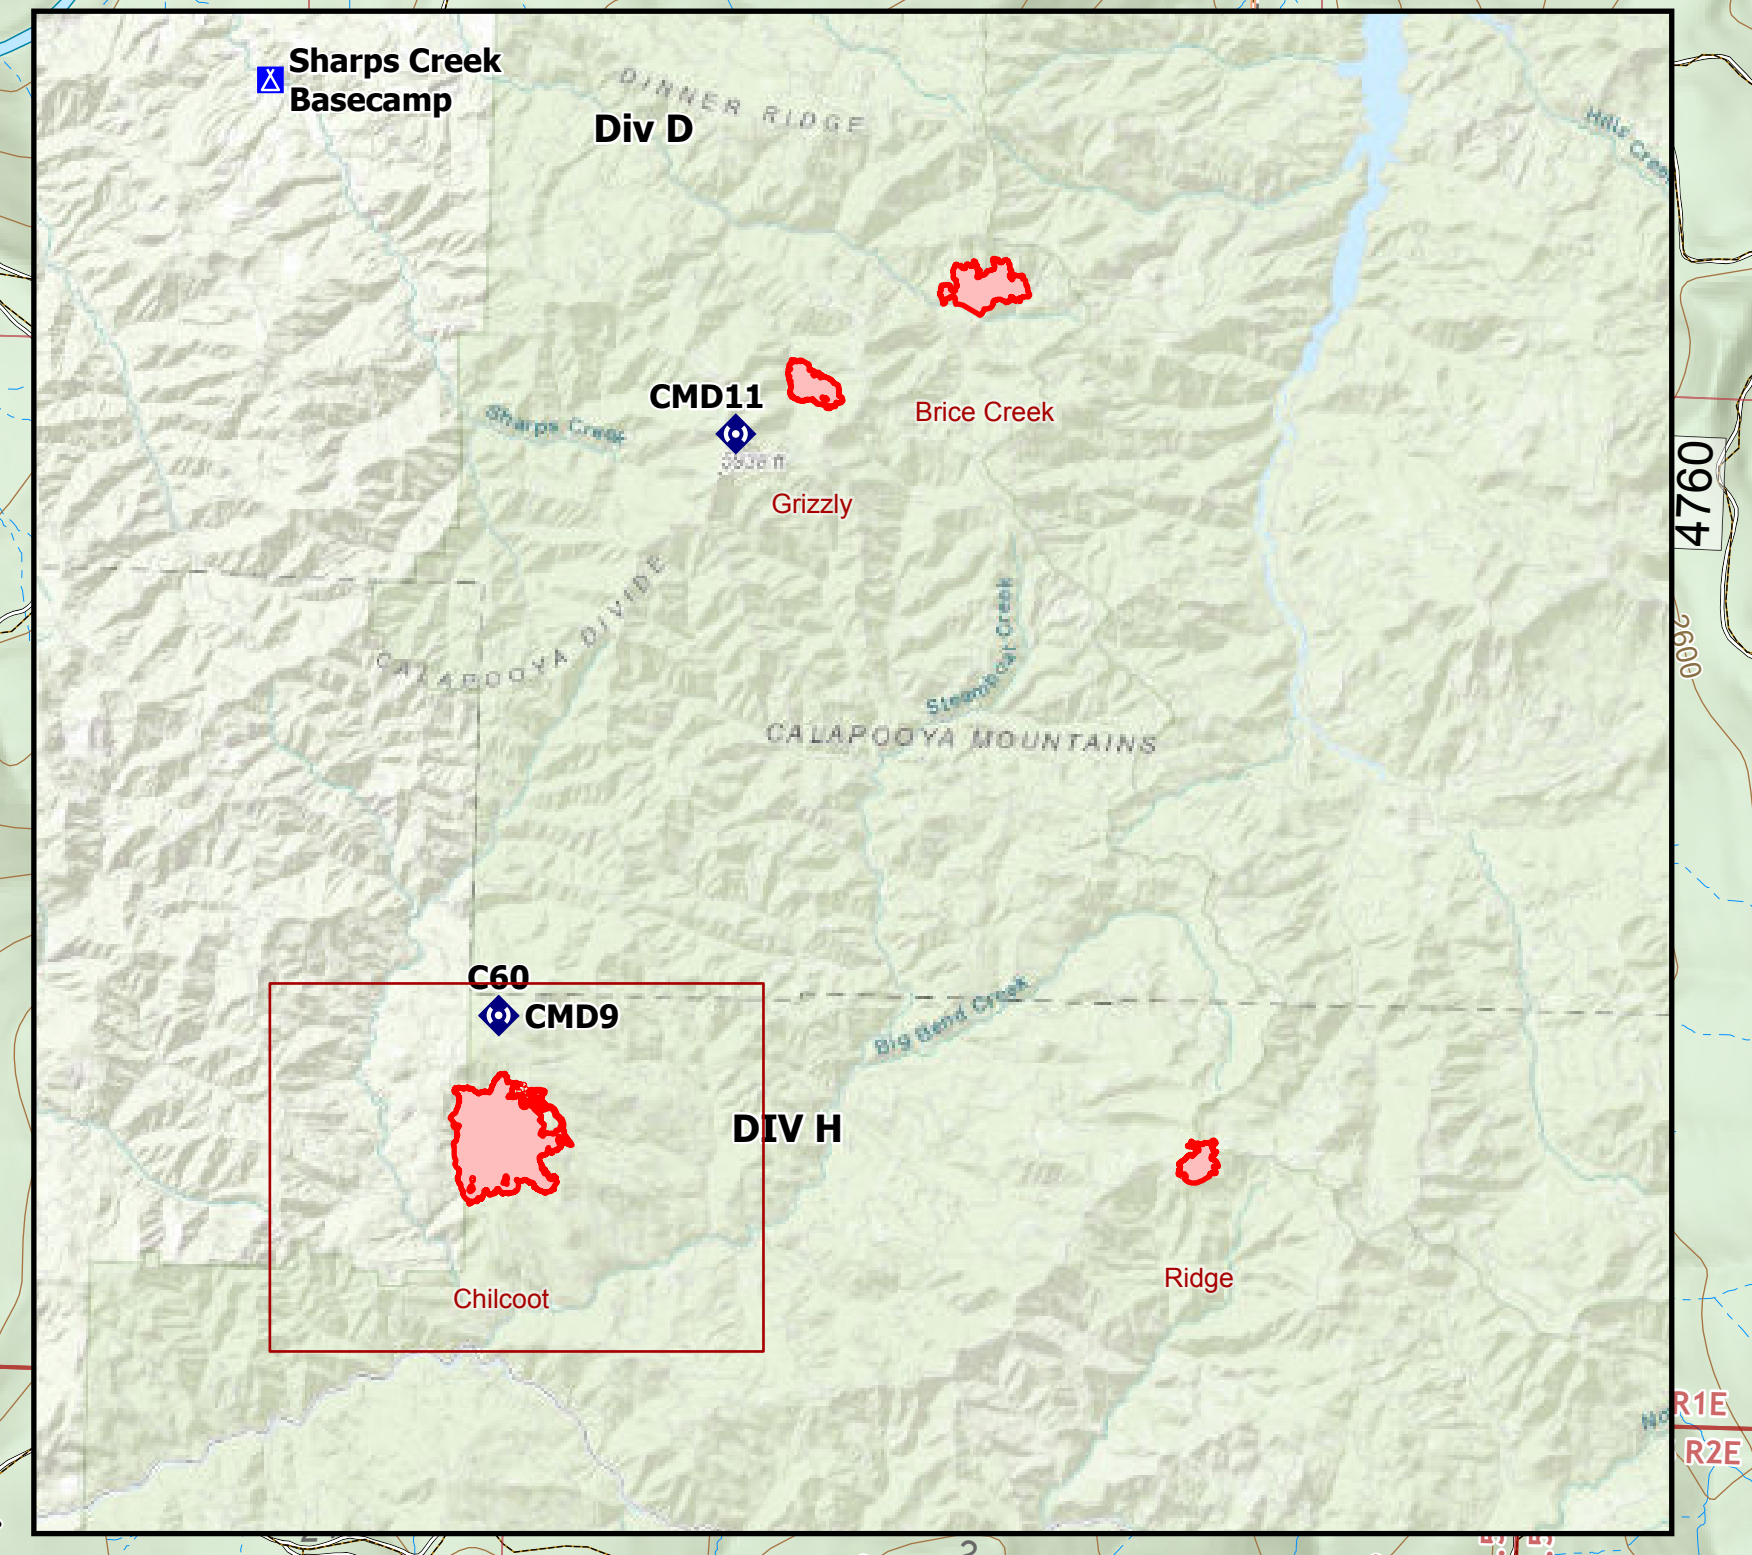 Sharps Creek
Basecamp
DINNER RIDGE
Div D
Hills Creek
CMD11
Brice Creek
Sharps Creek
Grizzly
4760
CALAPOOYA DIVIDE
Steamboat Creek
2600
CALAPOOYA MOUNTAINS
C60
CMD9
Big Bend Creek
DIV H
Ridge
Chilcoot
R1E
R2E